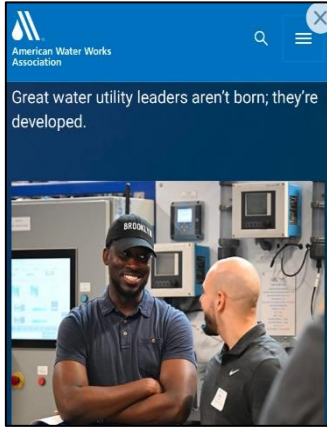 American Water Works
Association
Great water utility leaders aren't born; they're
developed.
BROOKLYN